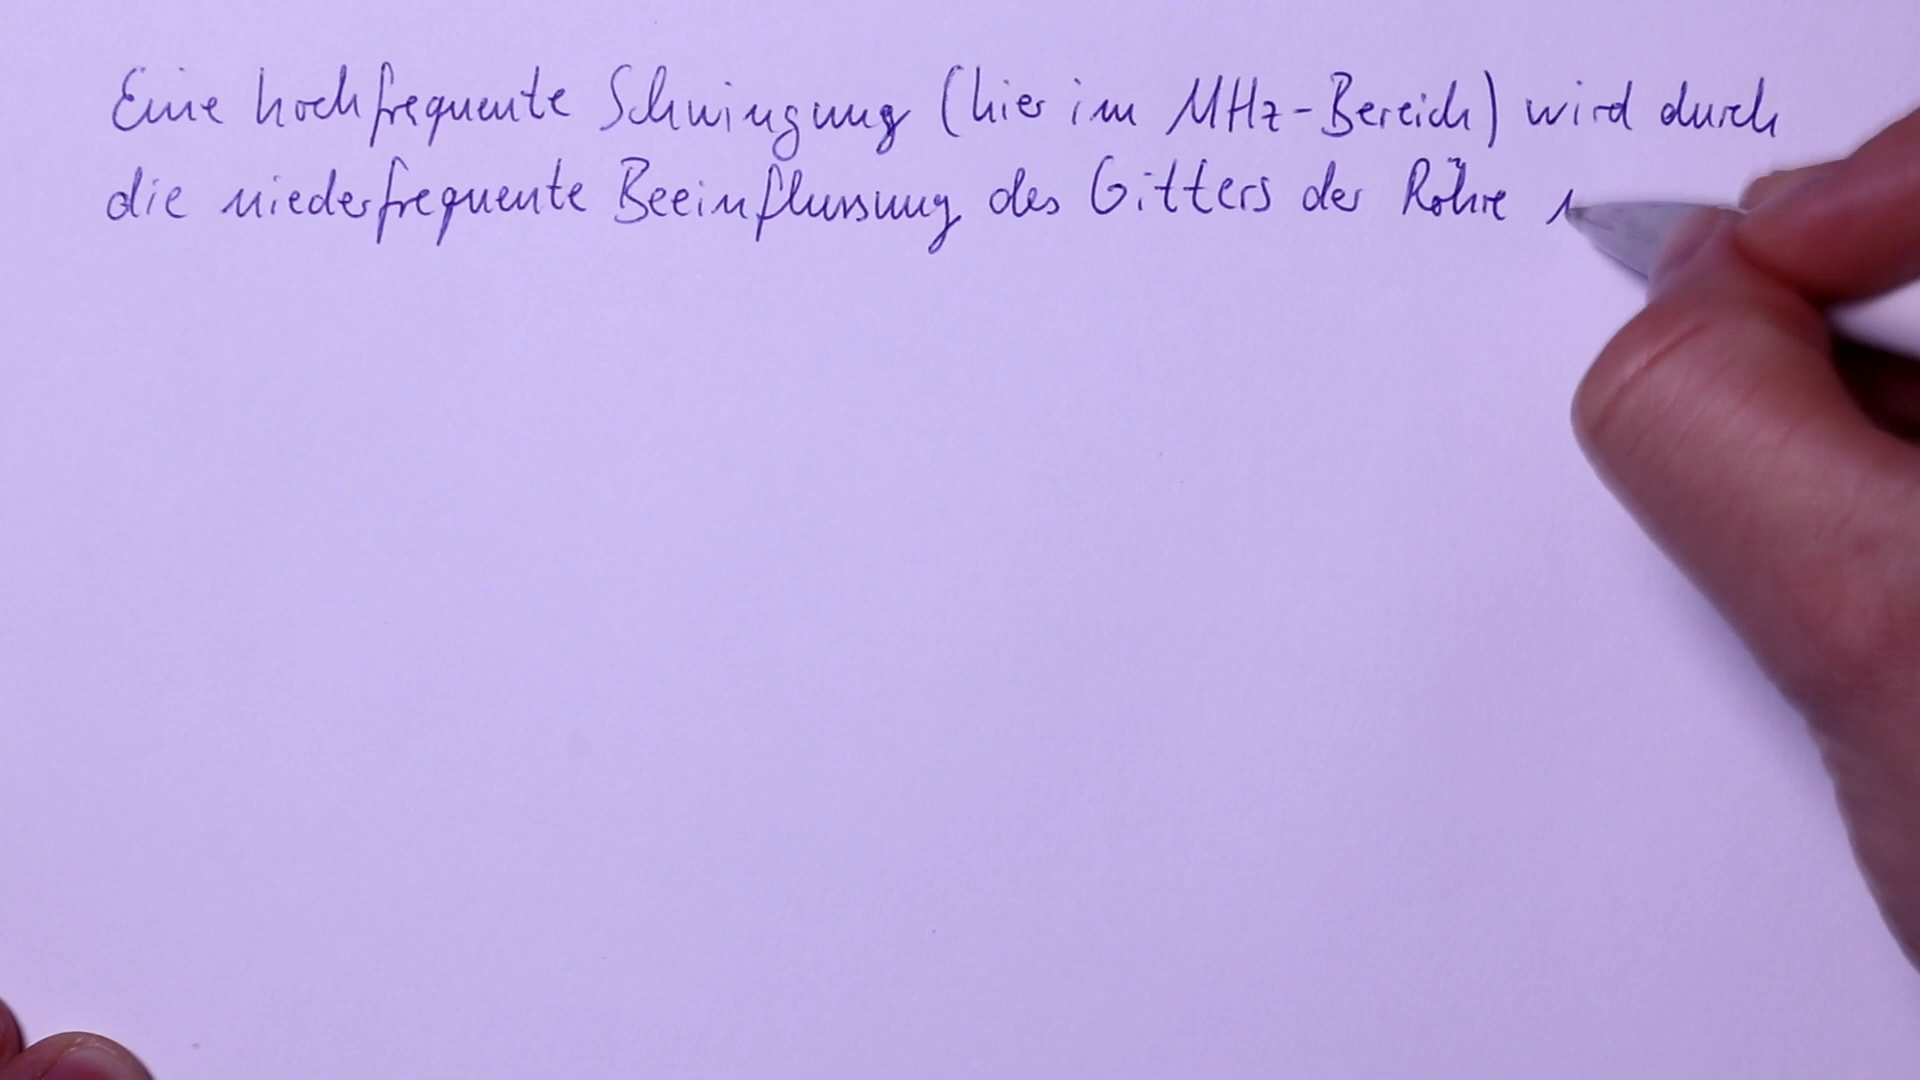 Eine hochfrequente Schwingung (hier im MHz-Bereich) wird durch
die niederfrequente Beeinflussung des Gitters der Röhre